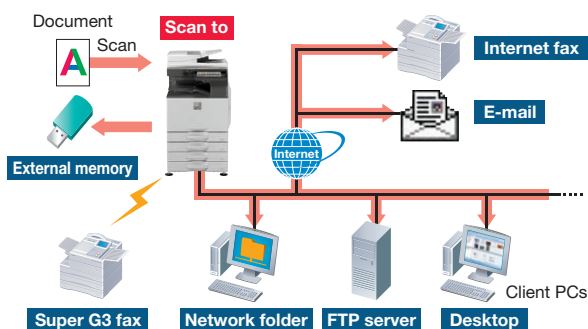 Document
Scan to
A
Scan
Internet fax
E-mail
External memory
Internet
Client PCs
Super G3 fax
Network folder
FTP server
Desktop